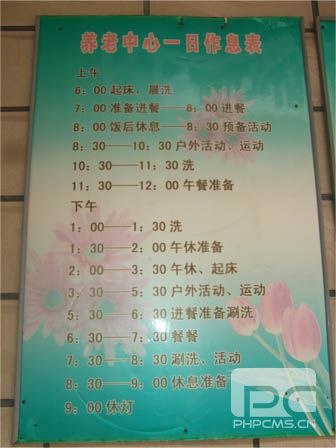 养老中心一日作息表
上午
6：00起床、晨洗
7：00准备进餐——8：00进餐
8：00饭后休息——8：30预备活动
8：30——10：30户外活动、运动
10：30——11：30洗
11：30——12：00午餐准备
下午
1：00——1：30洗
1：30——2：00午休准备
2：00——3：30午休、起床
3：30——5：30户外活动、运动
5：30——6：30进餐准备涮洗
6：30——7：30餐餐
7：30——8：30涮洗、活动
8：30——9：00休息准备
9：00休灯
PHPCMS.CN